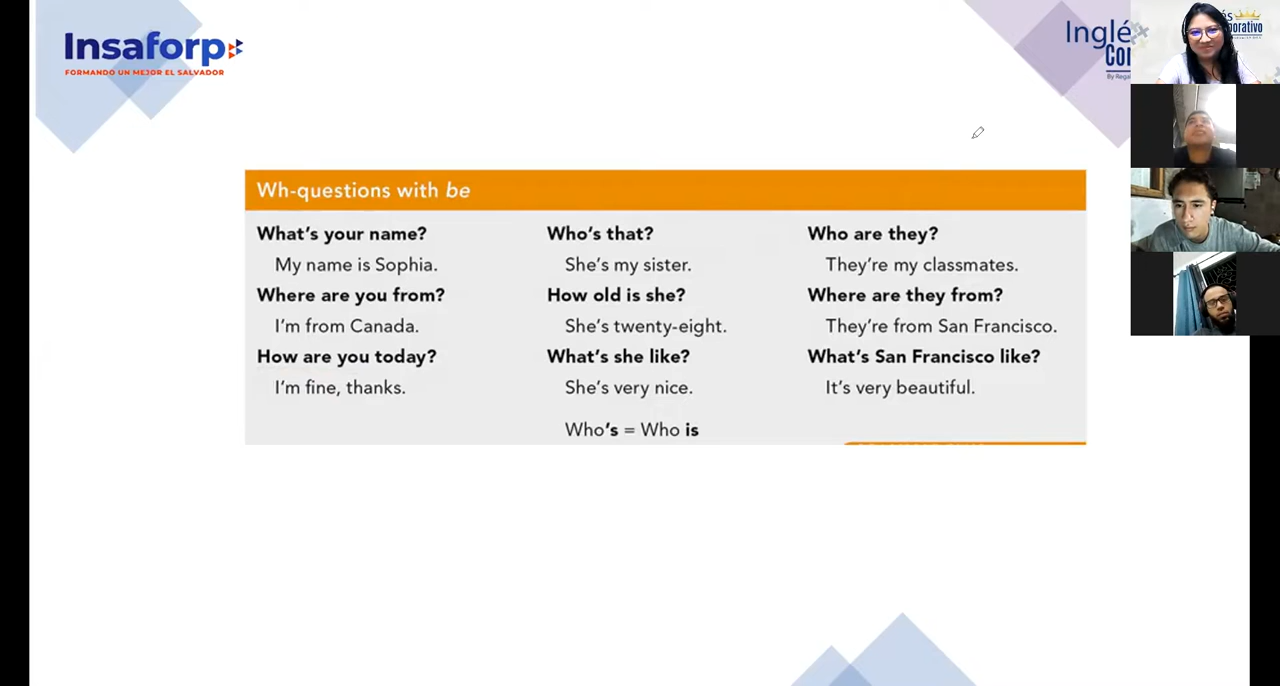 Insaforp
FORMANDO UN MEJOR EL SALVADOR
Inglé
Wh-questions with be
What's your name?
My name is Sophia.
Where are you from?
I'm from Canada.
How are you today?
I'm fine, thanks.
Who's that?
She's my sister.
How old is she?
She's twenty-eight.
What's she like?
She's very nice.
Who's = Who is
Who are they?
They're my classmates.
Where are they from?
They're from San Francisco.
What's San Francisco like?
It's very beautiful.